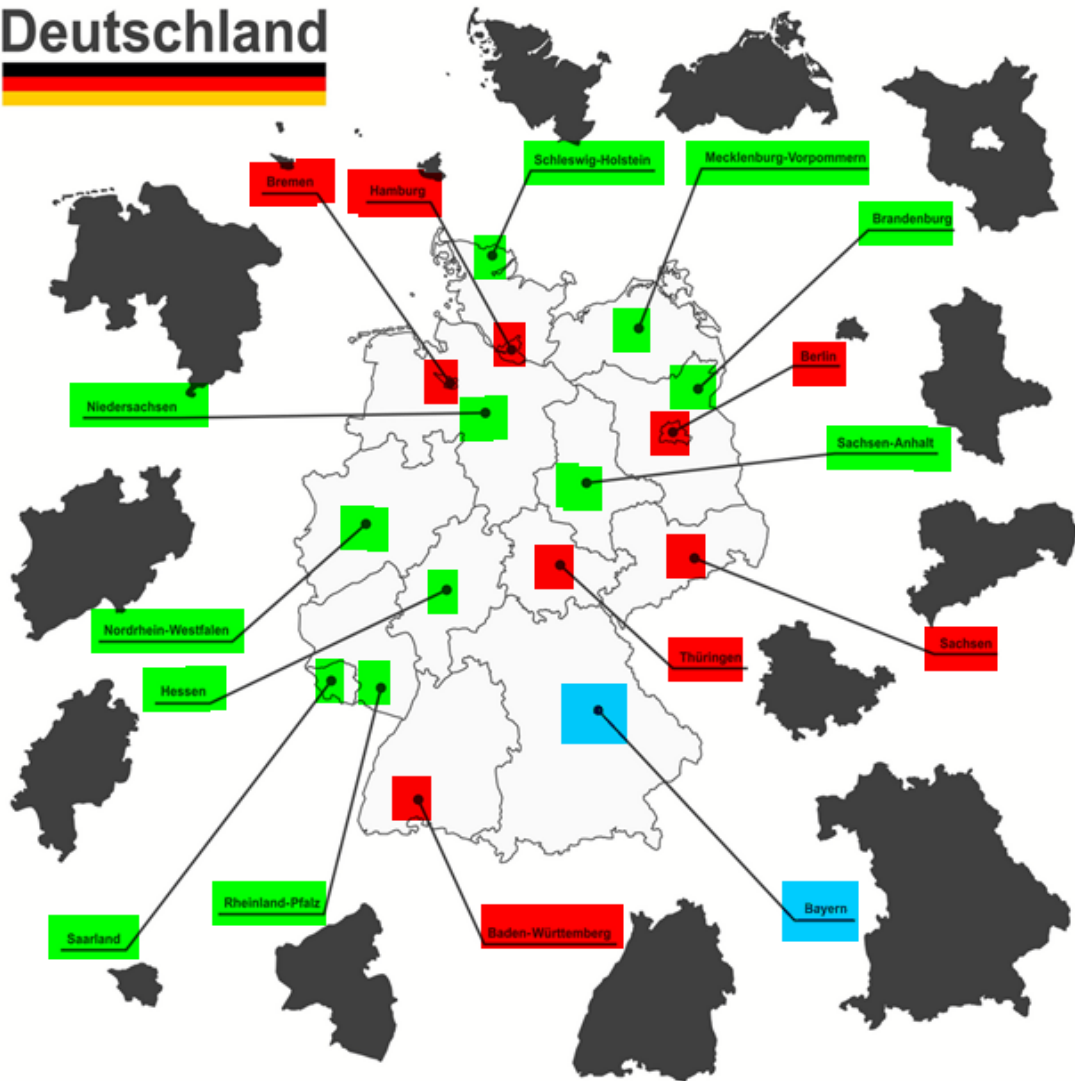 Deutschland
Schleswig-Holstein
Mecklenburg-Vorpommern
Bremen
Hamburg
Brandenburg
Berlin
Niedersachsen
Sachsen-Anhalt
Nordrhein-Westfalen
Sachsen
Thüringen
Hessen
Rheinland-Pfalz
Bayern
Baden-Württemberg
Saarland